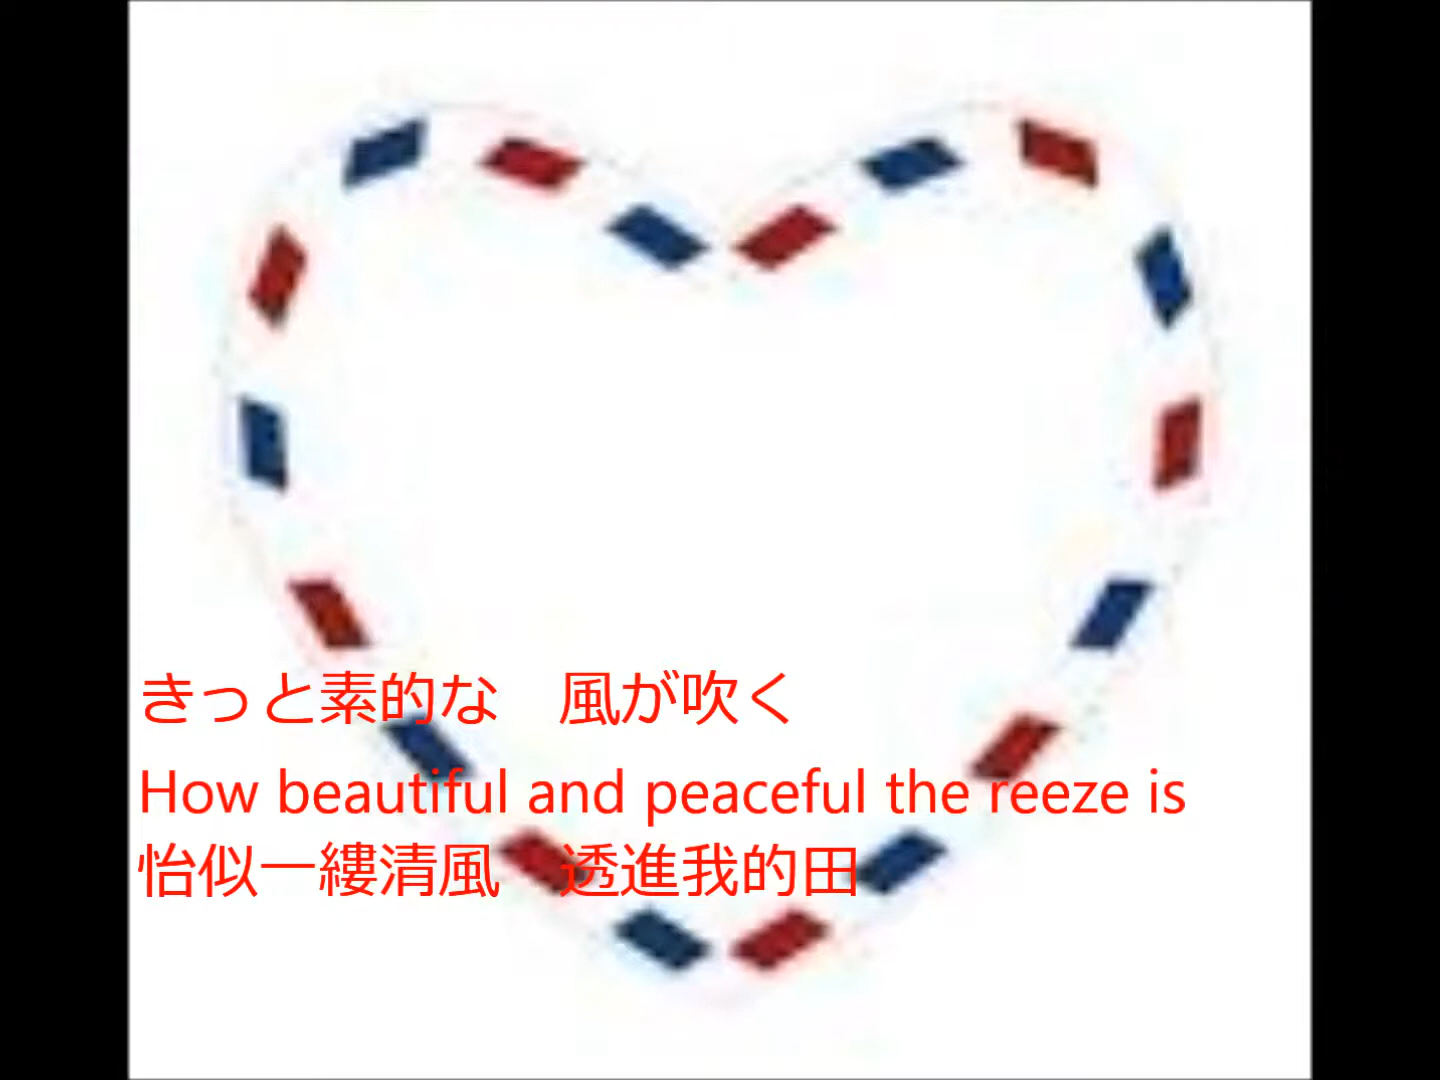 きっと素的な　風が吹く
How beautiful and peaceful the reeze is
怡似一縷清風　透進我的田